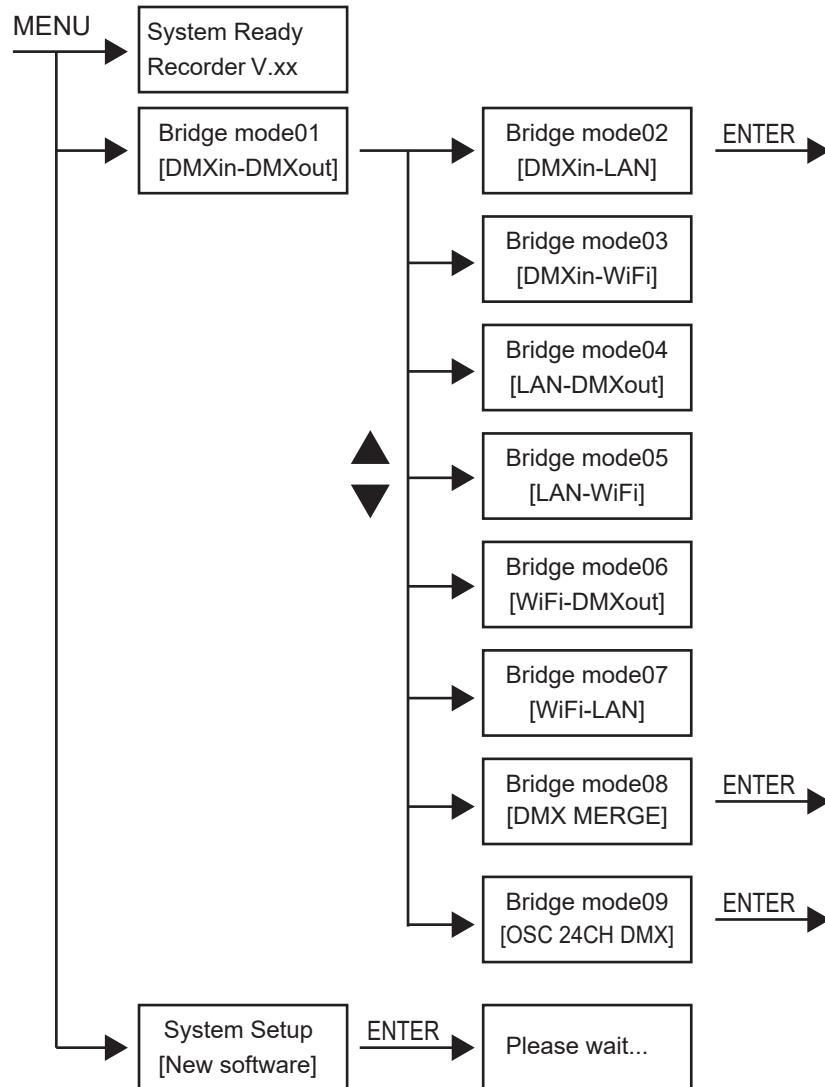 MENU
System Ready
Recorder V.xx
Bridge mode01
[DMXin-DMXout]
Bridge mode02
[DMXin-LAN]
ENTER
Bridge mode03
[DMXin-WiFi]
Bridge mode04
[LAN-DMXout]
Bridge mode05
[LAN-WiFi]
Bridge mode06
[WiFi-DMXout]
Bridge mode07
[WiFi-LAN]
Bridge mode08
[DMX MERGE]
ENTER
Bridge mode09
[OSC 24CH DMX]
ENTER
System Setup
[New software]
ENTER
Please wait...